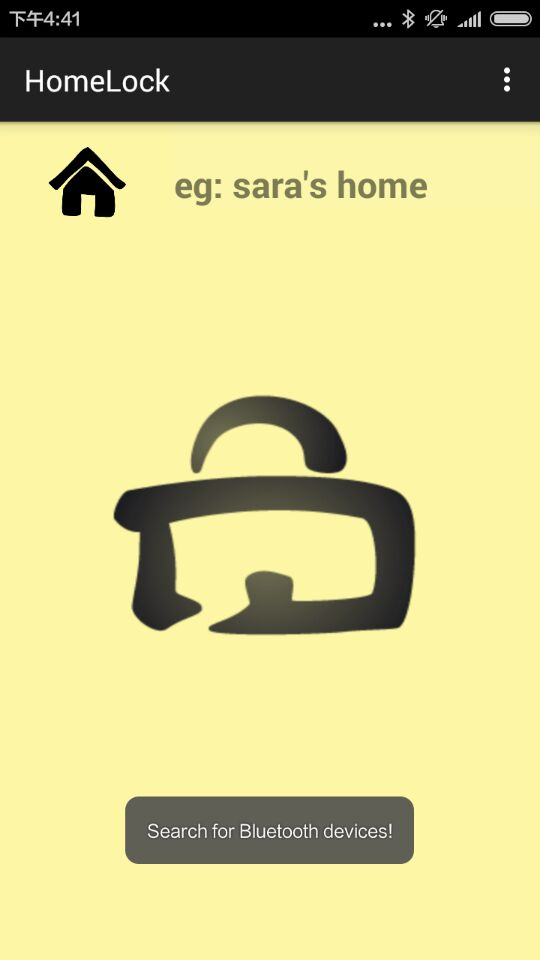 下午4:41
HomeLock
eg: sara's home
Search for Bluetooth devices!